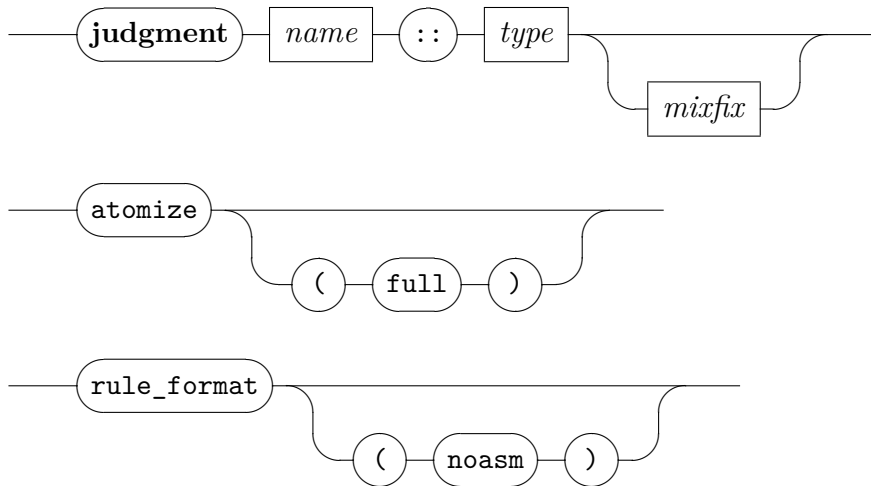 judgment name :: type
mixfix
atomize
( full )
rule_format
( noasm )